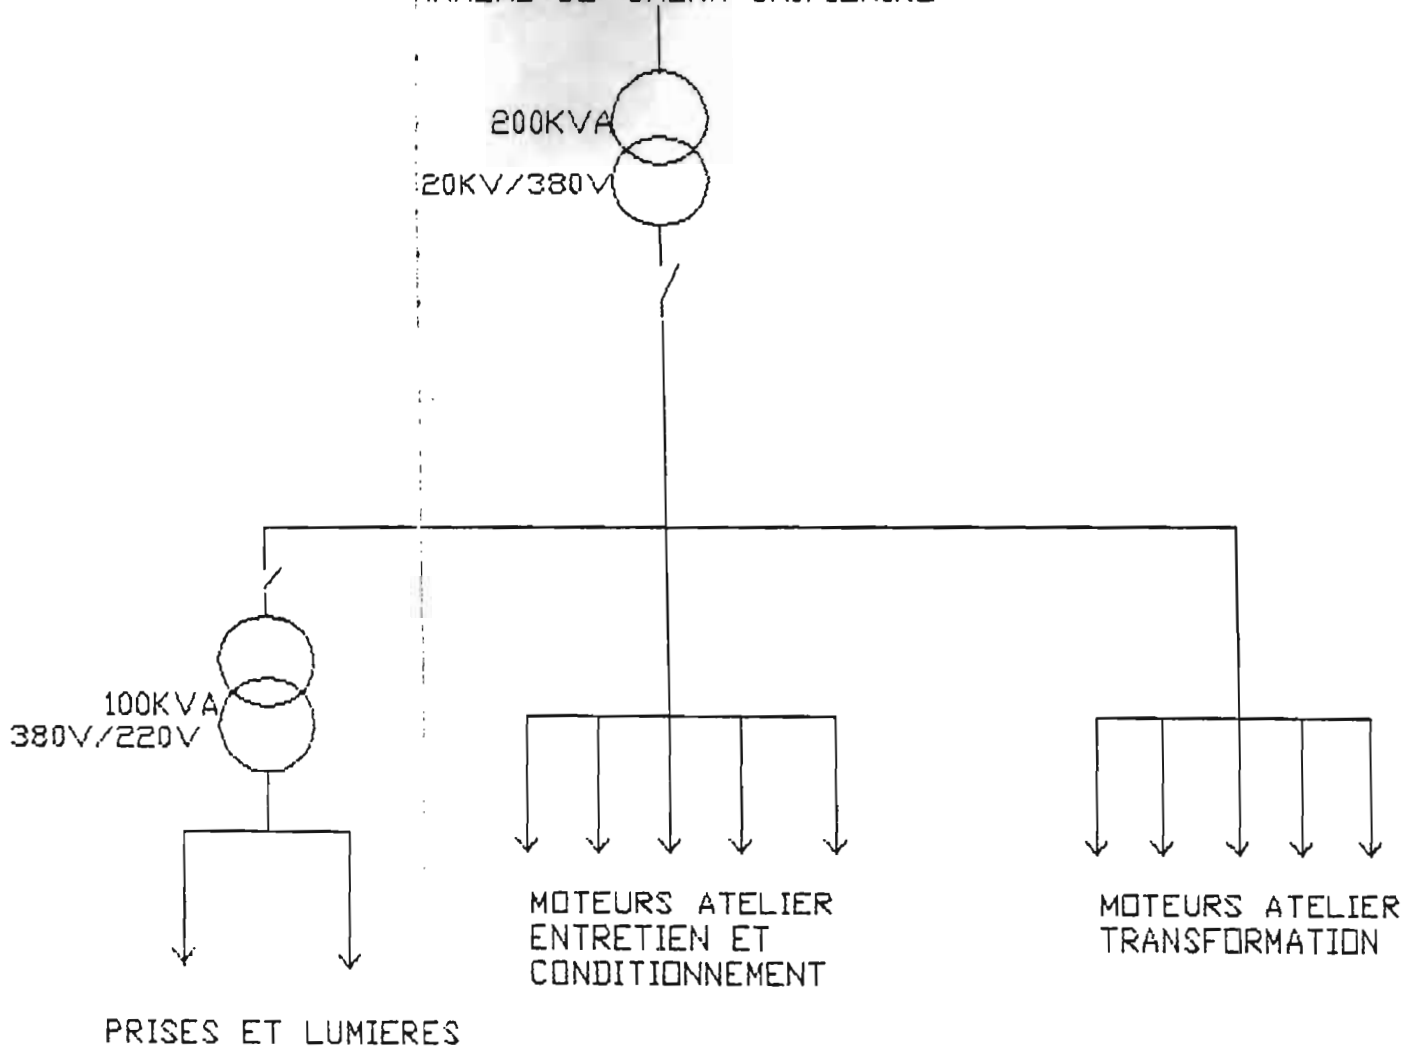 200KVA
20KV/380V
100KVA
380V/220V
MOTEURS ATELIER
ENTRETIEN ET
CONDITIONNEMENT
MOTEURS ATELIER
TRANSFORMATION
PRISES ET LUMIERES